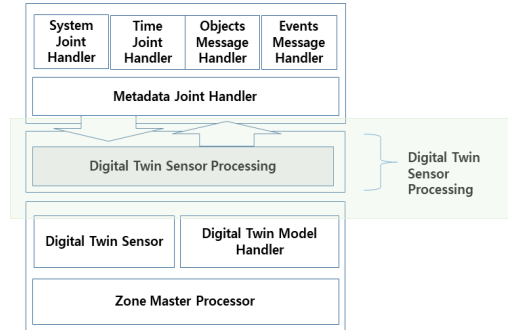 System
Joint
Handler
Time
Joint
Handler
Objects
Message
Handler
Events
Message
Handler
Metadata Joint Handler
Digital Twin Sensor Processing
Digital Twin
Sensor
Processing
Digital Twin Sensor
Digital Twin Model
Handler
Zone Master Processor